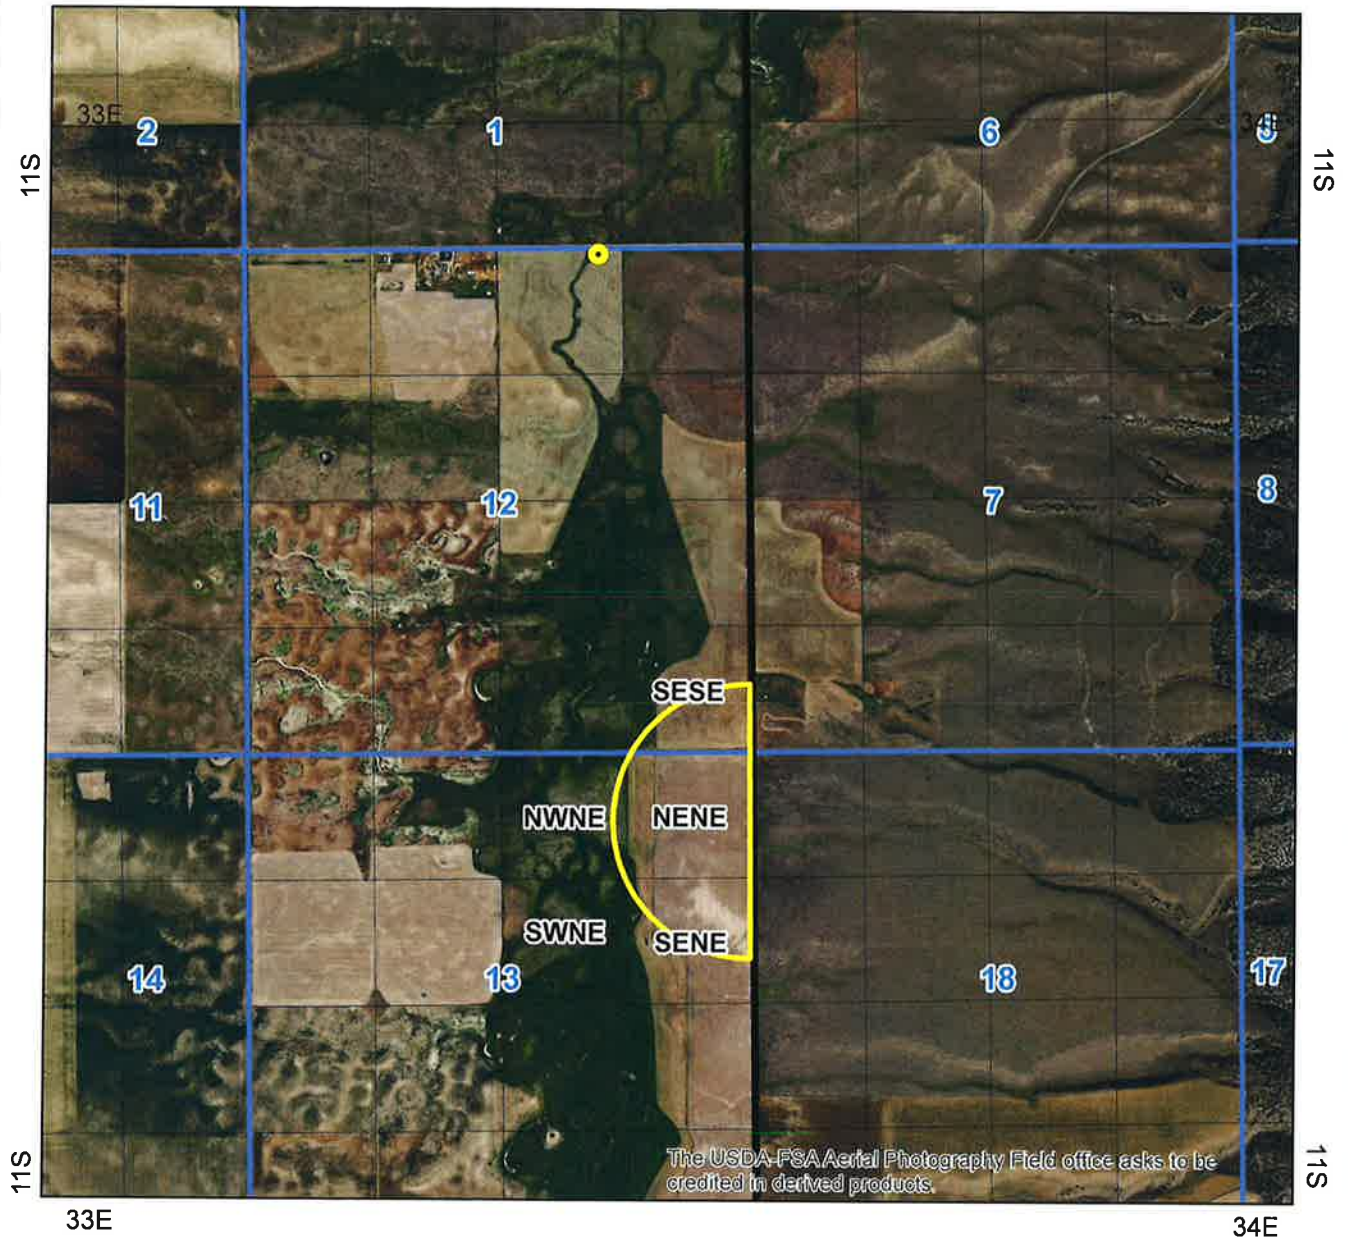 33E
2
1
6
11S
11S
11
12
7
8
SESE
NWNE
NENE
SWNE
SENE
14
13
18
17
The USDA-FSA Aerial Photography Field office asks to be
credited in derived products.
11S
11S
33E
34E